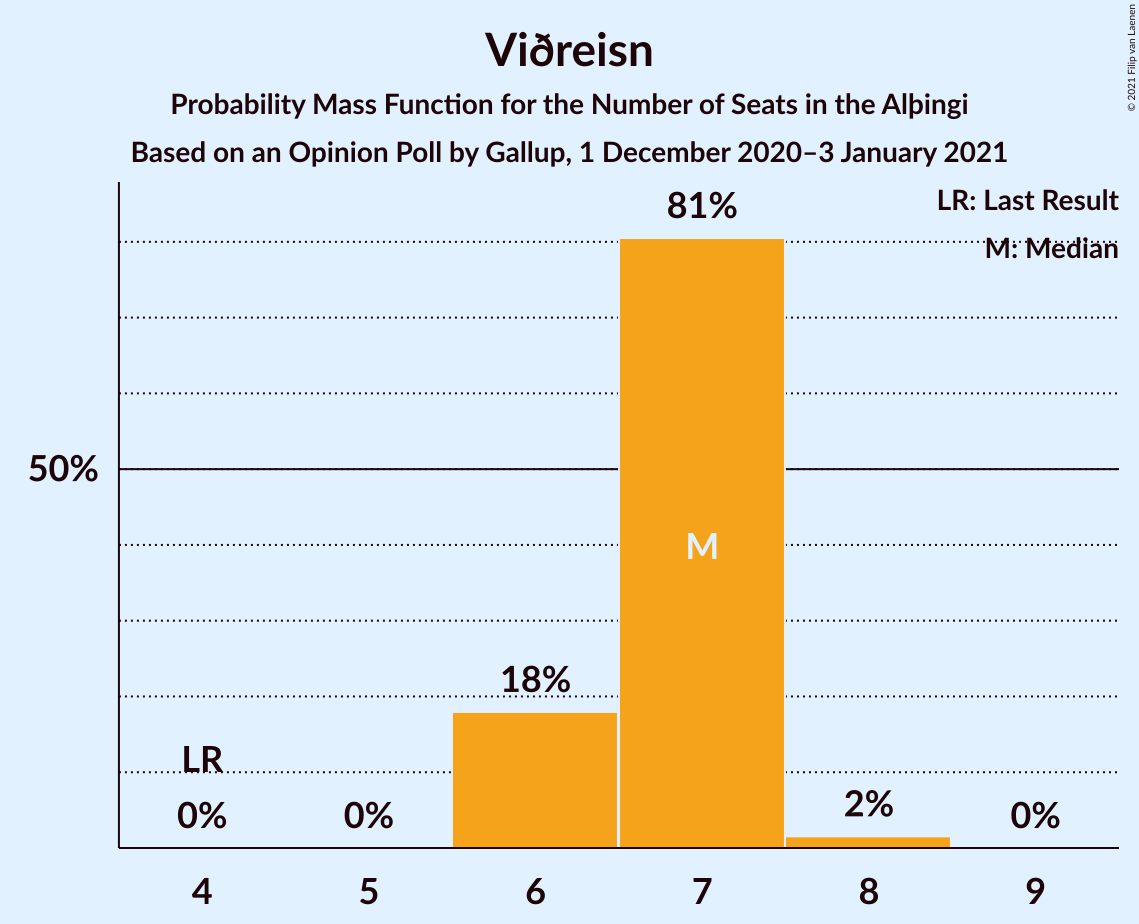 Viðreisn
Probability Mass Function for the Number of Seats in the Alþingi
Based on an Opinion Poll by Gallup, 1 December 2020–3 January 2021
© 2021 Filip van Laenen
LR: Last Result
M: Median
81%
50%
M
18%
LR
0%
0%
2%
0%
4
5
6
7
8
9